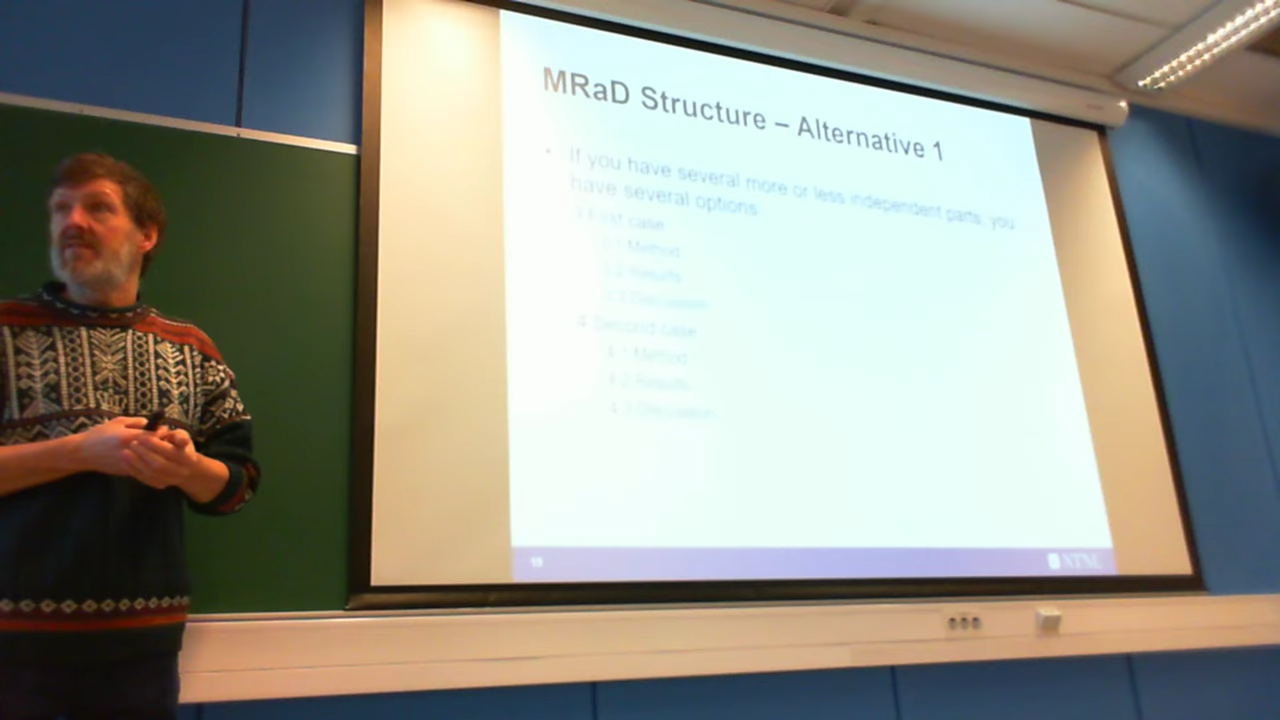 MRaD Structure – Alternative 1
• If you have several more or less independent parts, you
have several options
3 First case
3.1 Method
3.2 Results
3.3 Discussion
4 Second case
4.1 Method
4.2 Results
4.3 Discussion
NTNU